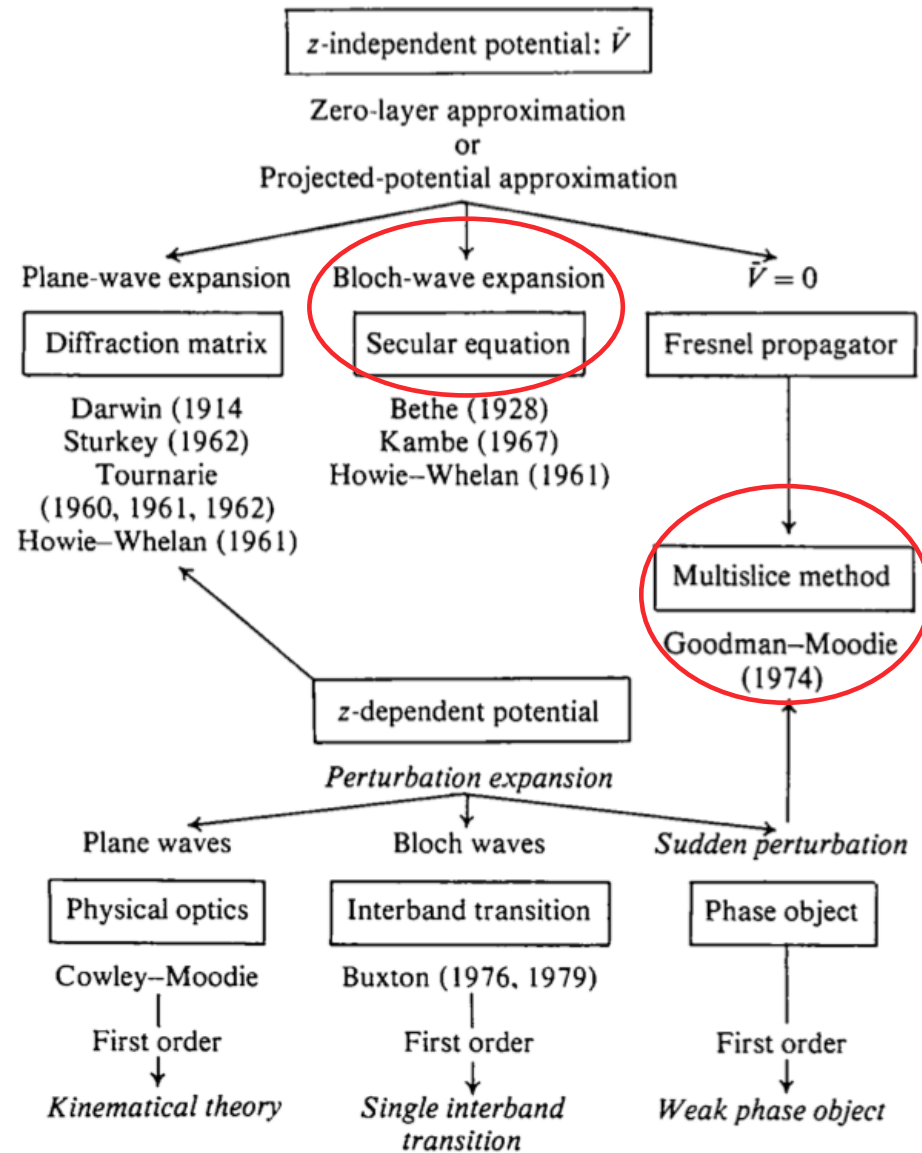 z-independent potential: V̄
Zero-layer approximation
or
Projected-potential approximation
Plane-wave expansion
Diffraction matrix
Darwin (1914
Sturkey (1962)
Tournarie
(1960, 1961, 1962)
Howie–Whelan (1961)
Bloch-wave expansion
Secular equation
Bethe (1928)
Kambe (1967)
Howie–Whelan (1961)
V̄ = 0
Fresnel propagator
Multislice method
Goodman–Moodie
(1974)
z-dependent potential
Perturbation expansion
Plane waves
Physical optics
Cowley–Moodie
First order
Kinematical theory
Bloch waves
Interband transition
Buxton (1976, 1979)
First order
Single interband
transition
Sudden perturbation
Phase object
First order
Weak phase object